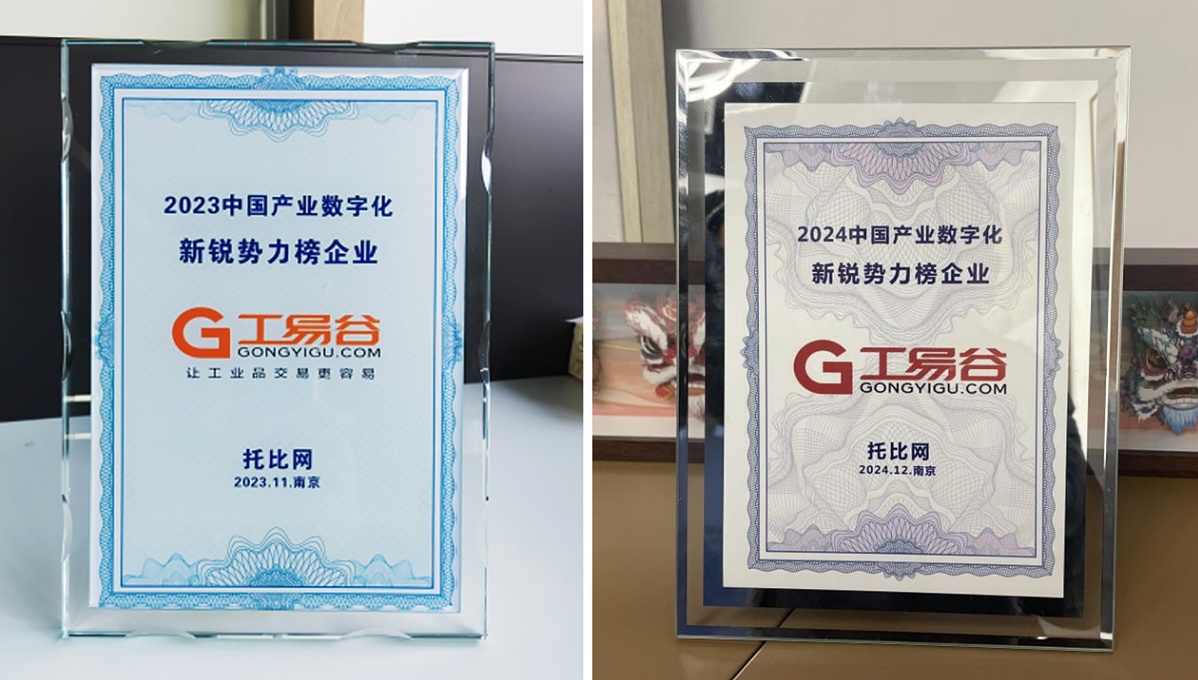 2023中国产业数字化
新锐势力榜企业
G工易谷
GONGYIGU.COM
让工业品交易更容易
托比网
2023.11.南京
2024中国产业数字化
新锐势力榜企业
G工易谷
GONGYIGU.COM
托比网
2024.12.南京